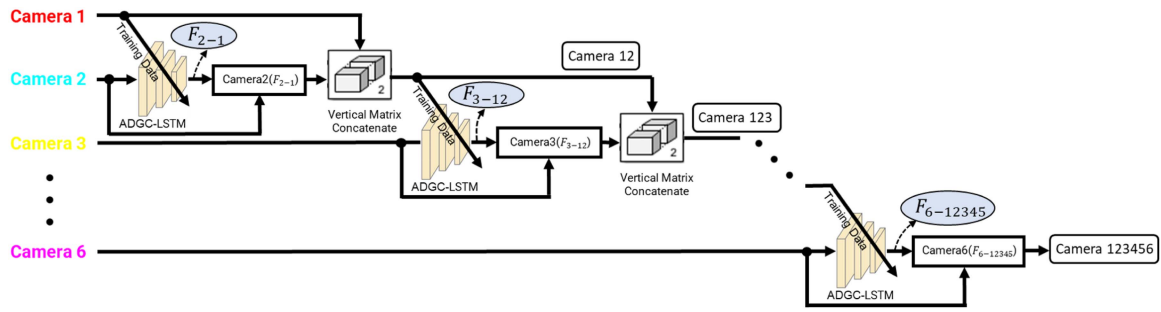 Camera 1
Training Data
F2−1
Camera 12
Camera 2
Camera2(F2−1)
2
F3−12
Camera 123
ADGC-LSTM
Vertical Matrix
Concatenate
Training Data
Camera 3
Camera3(F3−12)
2
ADGC-LSTM
Vertical Matrix
Concatenate
Training Data
F6−12345
Camera 6
Camera6(F6−12345)
Camera 123456
ADGC-LSTM